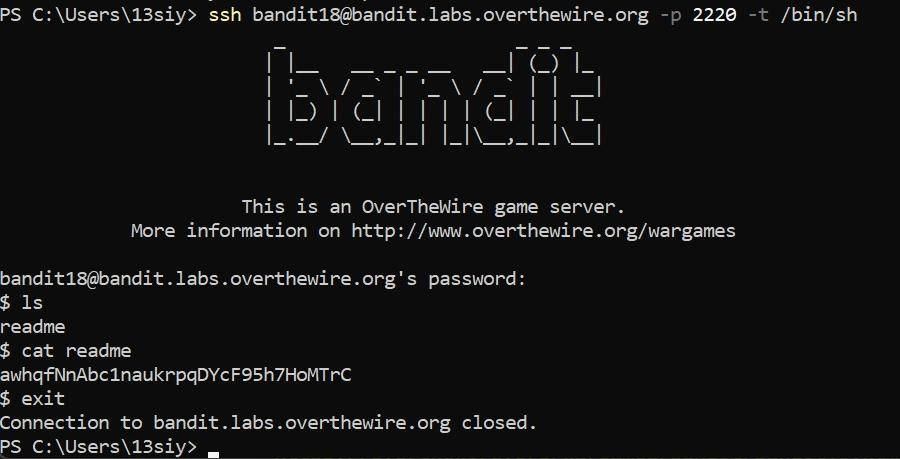 PS C:\Users\13siy> ssh bandit18@bandit.labs.overthewire.org -p 2220 -t /bin/sh
bandit
This is an OverTheWire game server.
More information on http://www.overthewire.org/wargames
bandit18@bandit.labs.overthewire.org's password:
$ ls
readme
$ cat readme
awhqfNnAbc1naukrpqDYcF95h7HoMTrC
$ exit
Connection to bandit.labs.overthewire.org closed.
PS C:\Users\13siy>